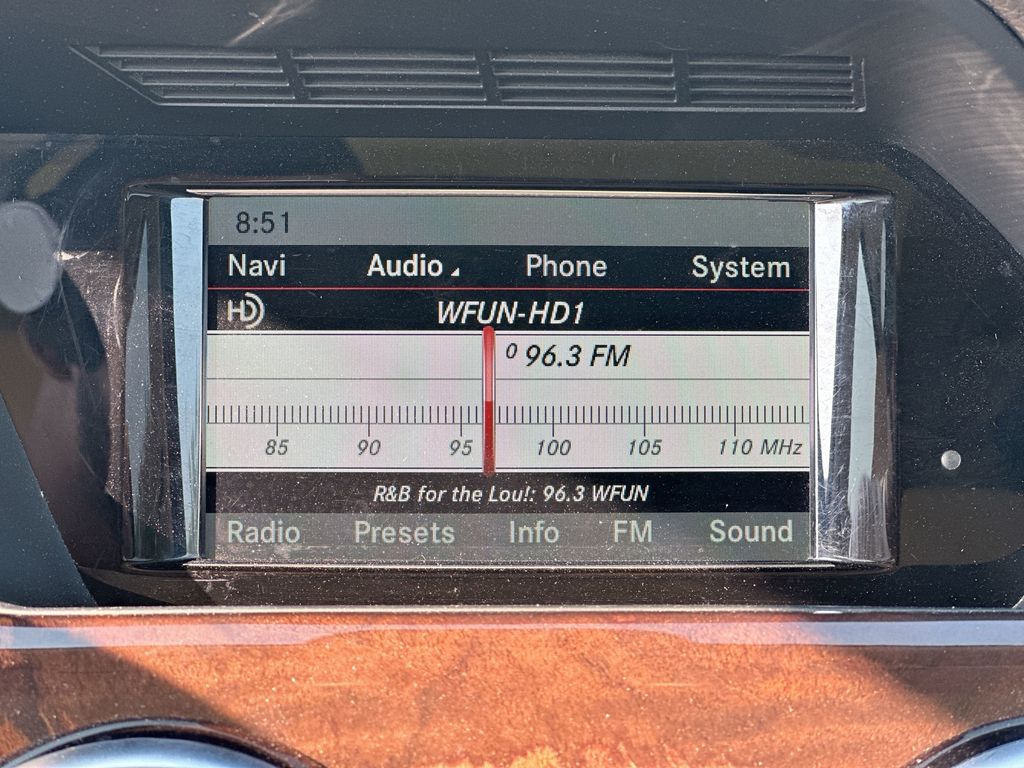 8:51
Navi Audio Phone System
HD WFUN-HD1
0 96.3 FM
85 90 95 100 105 110 MHz
R&B for the Lou!: 96.3 WFUN
Radio Presets Info FM Sound